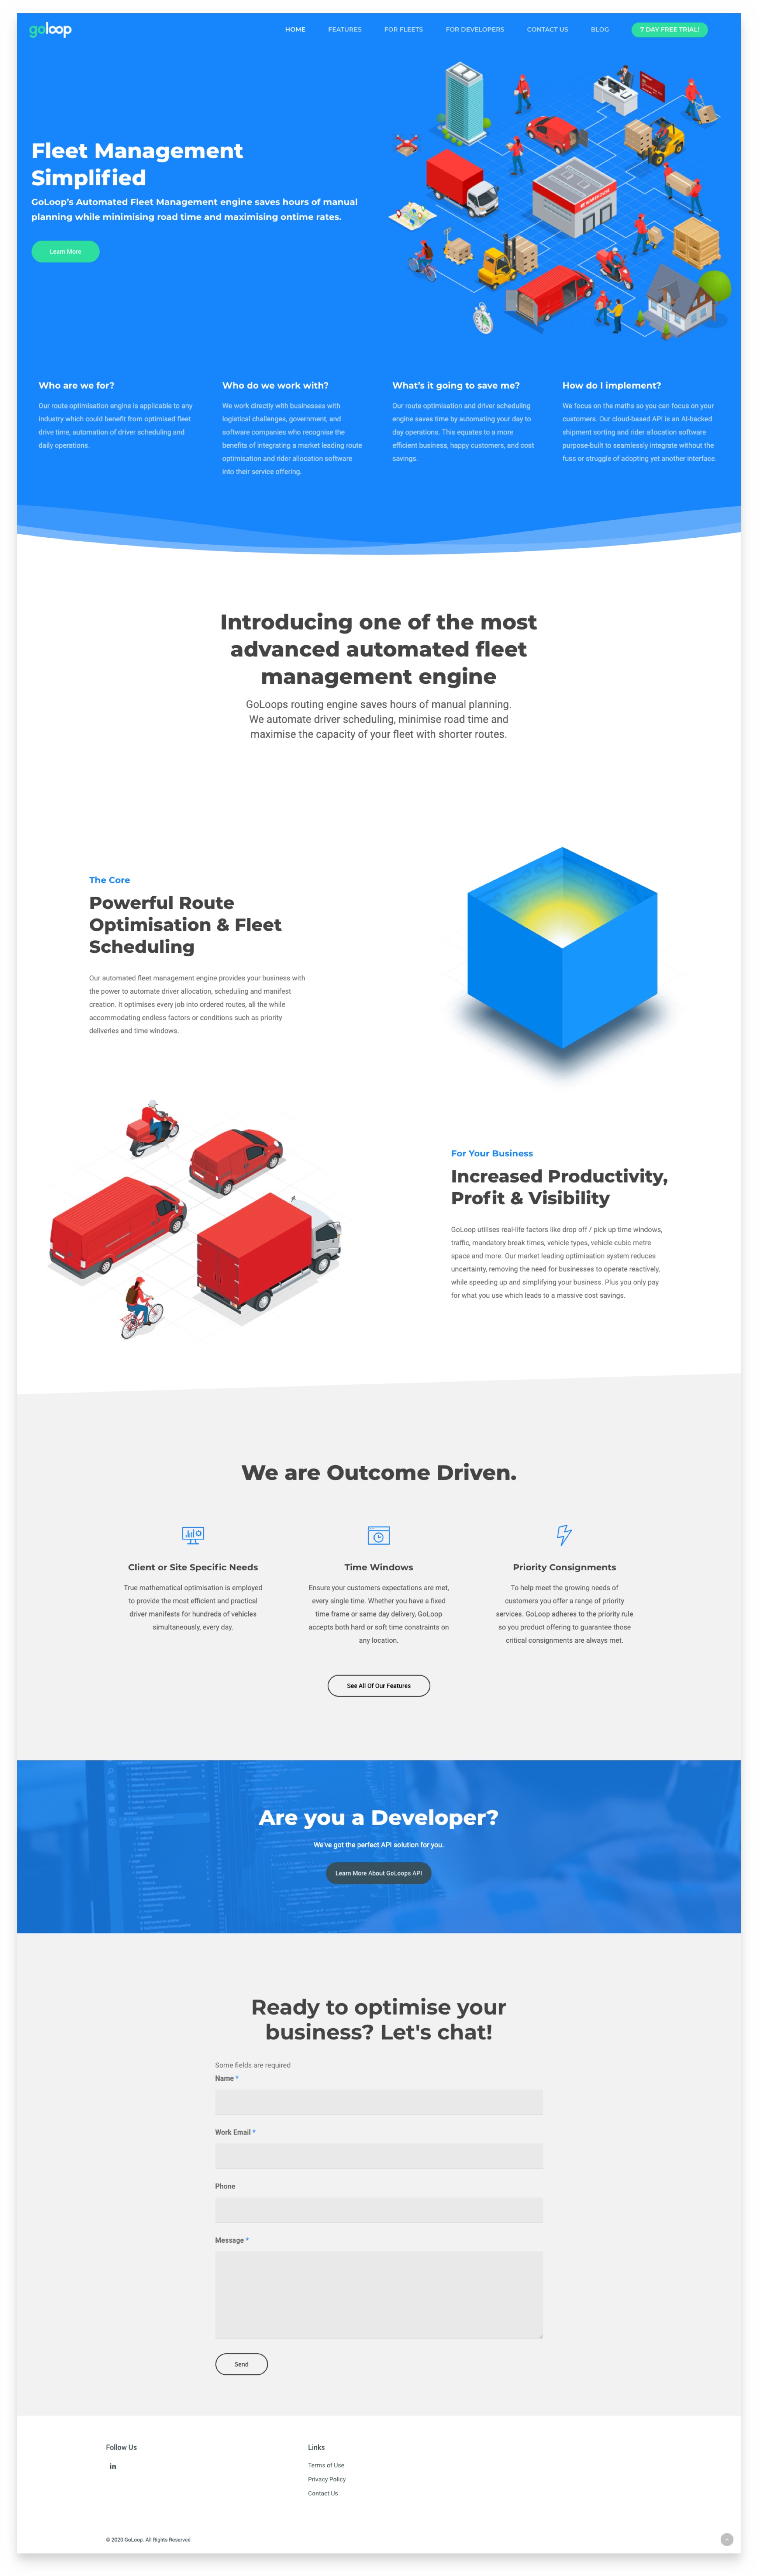 goloop
HOME FEATURES FOR FLEETS FOR DEVELOPERS CONTACT US BLOG 7 DAY FREE TRIAL!
Fleet Management
Simplified
GoLoop's Automated Fleet Management engine saves hours of manual
planning while minimising road time and maximising ontime rates.
Learn More
Who are we for?
Our route optimisation engine is applicable to any
industry which could benefit from optimised fleet
drive time, automation of driver scheduling and
daily operations.
Who do we work with?
We work directly with businesses with
logistical challenges, government, and
software companies who recognise the
benefits of integrating a market leading route
optimisation and rider allocation software
into their service offering.
What's it going to save me?
Our route optimisation and driver scheduling
engine saves time by automating your day to
day operations. This equates to a more
efficient business, happy customers, and cost
savings.
How do I implement?
We focus on the maths so you can focus on your
customers. Our cloud-based API is an AI-backed
shipment sorting and rider allocation software
purpose-built to seamlessly integrate without the
fuss or struggle of adopting yet another interface.
Introducing one of the most
advanced automated fleet
management engine
GoLoops routing engine saves hours of manual planning.
We automate driver scheduling, minimise road time and
maximise the capacity of your fleet with shorter routes.
The Core
Powerful Route
Optimisation & Fleet
Scheduling
Our automated fleet management engine provides your business with
the power to automate driver allocation, scheduling and manifest
creation. It optimises every job into ordered routes, all the while
accommodating endless factors or conditions such as priority
deliveries and time windows.
For Your Business
Increased Productivity,
Profit & Visibility
GoLoop utilises real-life factors like drop off / pick up time windows,
traffic, mandatory break times, vehicle types, vehicle cubic metre
space and more. Our market leading optimisation system reduces
uncertainty, removing the need for businesses to operate reactively,
while speeding up and simplifying your business. Plus you only pay
for what you use which leads to a massive cost savings.
We are Outcome Driven.
Client or Site Specific Needs
True mathematical optimisation is employed
to provide the most efficient and practical
driver manifests for hundreds of vehicles
simultaneously, every day.
Time Windows
Ensure your customers expectations are met,
every single time. Whether you have a fixed
time frame or same day delivery, GoLoop
accepts both hard or soft time constraints on
any location.
Priority Consignments
To help meet the growing needs of
customers you offer a range of priority
services. GoLoop adheres to the priority rule
so you product offering to guarantee those
critical consignments are always met.
See All Of Our Features
Are you a Developer?
We've got the perfect API solution for you.
Learn More About GoLoops API
Ready to optimise your
business? Let's chat!
Some fields are required
Name *
Work Email *
Phone
Message *
Send
Follow Us
in
Links
Terms of Use
Privacy Policy
Contact Us
© 2020 GoLoop. All Rights Reserved